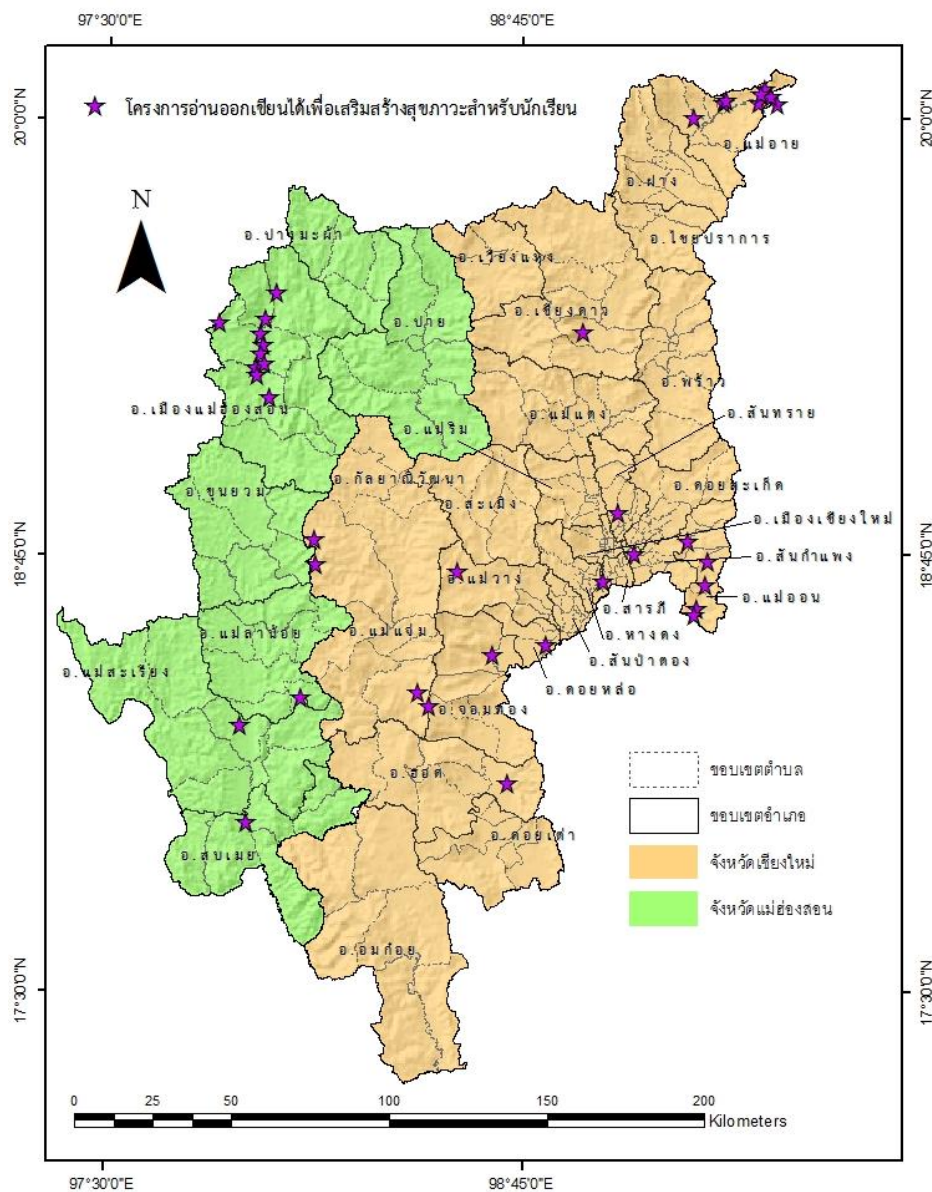 97°30'0"E
98°45'0"E
20°0'0"N
20°0'0"N
โครงการอ่านออกเขียนได้เพื่อเสริมสร้างสุขภาวะสำหรับนักเรียน
N
อ.แม่อาย
อ.ฝาง
อ.ไชยปราการ
อ.ปางมะผ้า
อ.เวียงแหง
อ.เชียงดาว
อ.ปาย
อ.พร้าว
อ.เมืองแม่ฮ่องสอน
อ.แม่แตง
อ.สันทราย
อ.แม่ริม
อ.กัลยาณิวัฒนา
อ.ดอยสะเก็ด
อ.ขุนยวม
อ.สะเมิง
อ.เมืองเชียงใหม่
18°45'0"N
18°45'0"N
อ.สันกำแพง
อ.แม่วาง
อ.แม่ออน
อ.สารภี
อ.แม่ลาน้อย
อ.แม่แจ่ม
อ.หางดง
อ.สันป่าตอง
อ.แม่สะเรียง
อ.ดอยหล่อ
อ.จอมทอง
อ.ฮอด
ขอบเขตตำบล
ขอบเขตอำเภอ
อ.ดอยเต่า
อ.สบเมย
จังหวัดเชียงใหม่
จังหวัดแม่ฮ่องสอน
อ.อมก๋อย
17°30'0"N
17°30'0"N
0 25 50 100 150 200
Kilometers
97°30'0"E
98°45'0"E